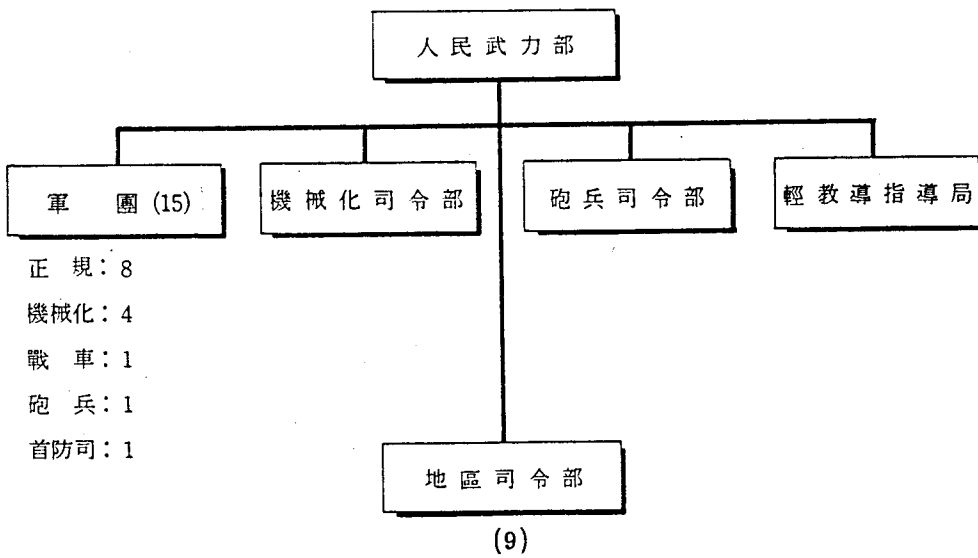 人民武力部
軍團 (15)
機械化司令部
砲兵司令部
輕敎導指導局
正規：8
機械化：4
戰車：1
砲兵：1
首防司：1
地區司令部
(9)